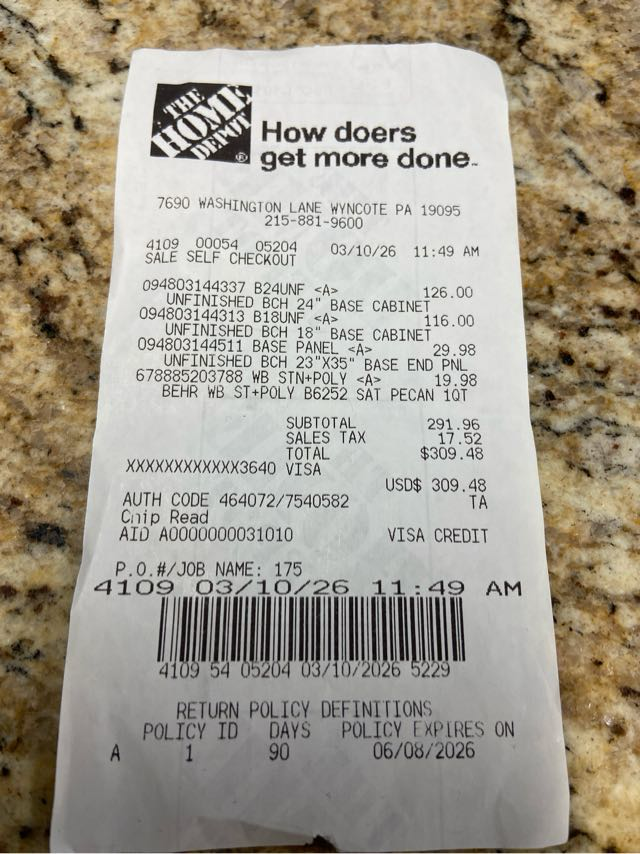 THE
HOME
DEPOT
®
How doers
get more done™
7690 WASHINGTON LANE WYNCOTE PA 19095
215-881-9600
4109 00054 05204 03/10/26 11:49 AM
SALE SELF CHECKOUT
094803144337 B24UNF <A> 126.00
UNFINISHED BCH 24" BASE CABINET
094803144313 B18UNF <A> 116.00
UNFINISHED BCH 18" BASE CABINET
094803144511 BASE PANEL <A> 29.98
UNFINISHED BCH 23"X35" BASE END PNL
678885203788 WB STN+POLY <A> 19.98
BEHR WB ST+POLY B6252 SAT PECAN 1QT
SUBTOTAL 291.96
SALES TAX 17.52
TOTAL $309.48
XXXXXXXXXXXX3640 VISA
USD$ 309.48
AUTH CODE 464072/7540582 TA
Chip Read
AID A0000000031010 VISA CREDIT
P.O.#/JOB NAME: 175
4109 03/10/26 11:49 AM
4109 54 05204 03/10/2026 5229
RETURN POLICY DEFINITIONS
POLICY ID DAYS POLICY EXPIRES ON
A 1 90 06/08/2026